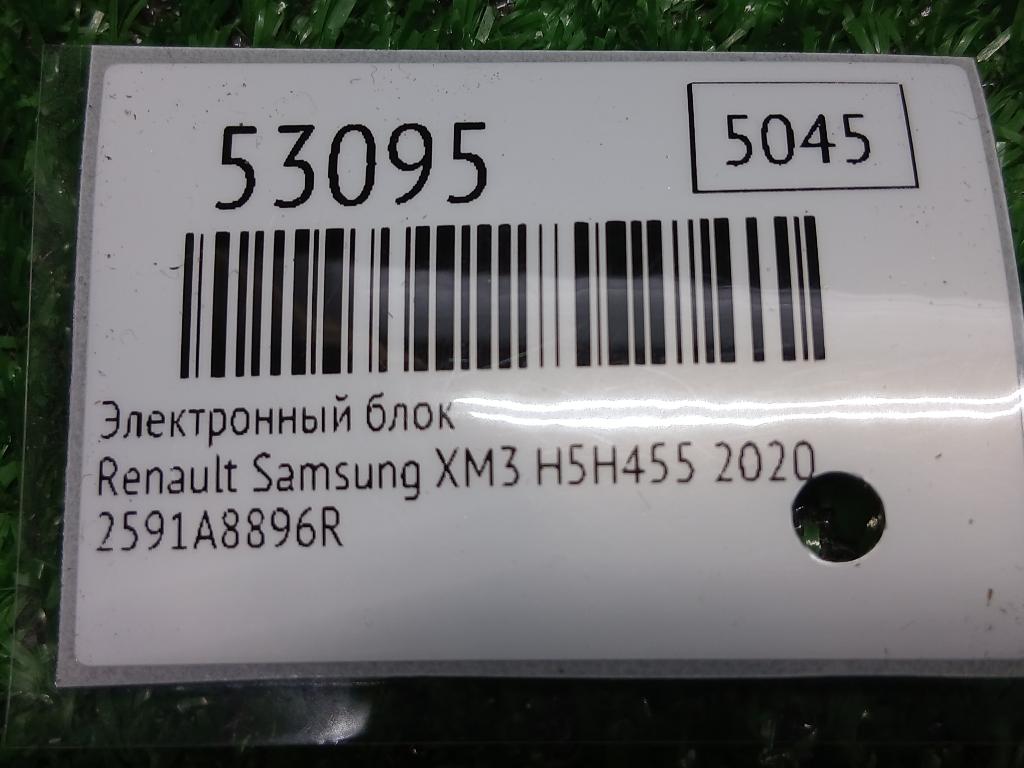 53095
5045
Электронный блок
Renault Samsung XM3 H5H455 2020
2591A8896R